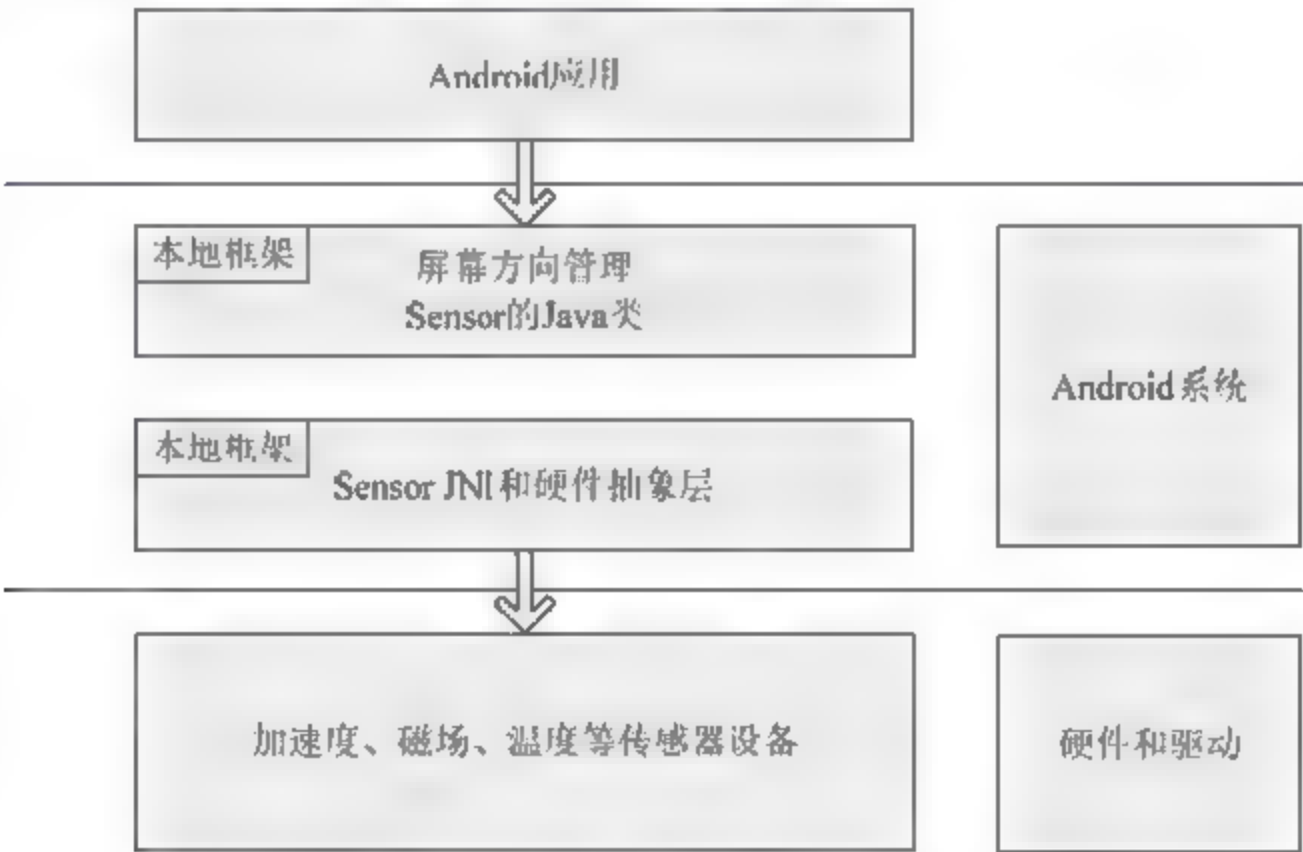 Android应用
本地框架
屏幕方向管理
Sensor的Java类
Android系统
本地框架
Sensor JNI和硬件抽象层
加速度、磁场、温度等传感器设备
硬件和驱动